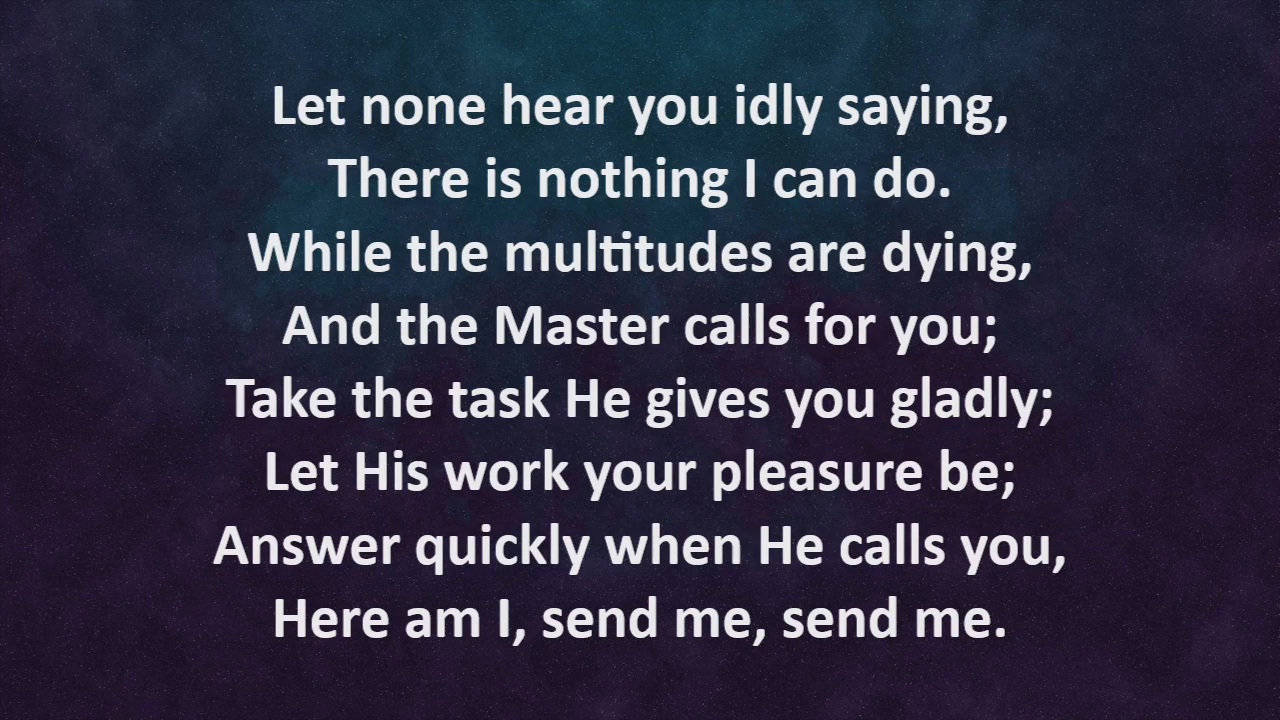 Let none hear you idly saying,
There is nothing I can do.
While the multitudes are dying,
And the Master calls for you;
Take the task He gives you gladly;
Let His work your pleasure be;
Answer quickly when He calls you,
Here am I, send me, send me.